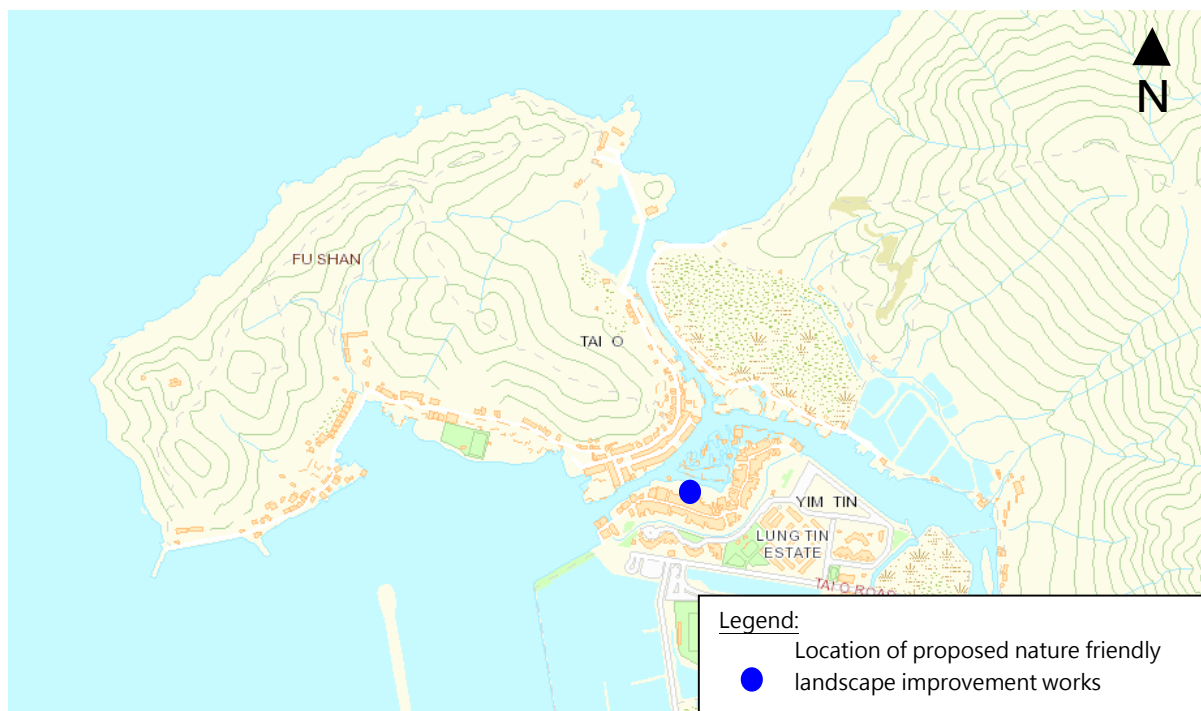 N
FU SHAN
TAI O
YIM TIN
LUNG TIN
ESTATE
TAI O ROAD
Legend:
Location of proposed nature friendly
landscape improvement works